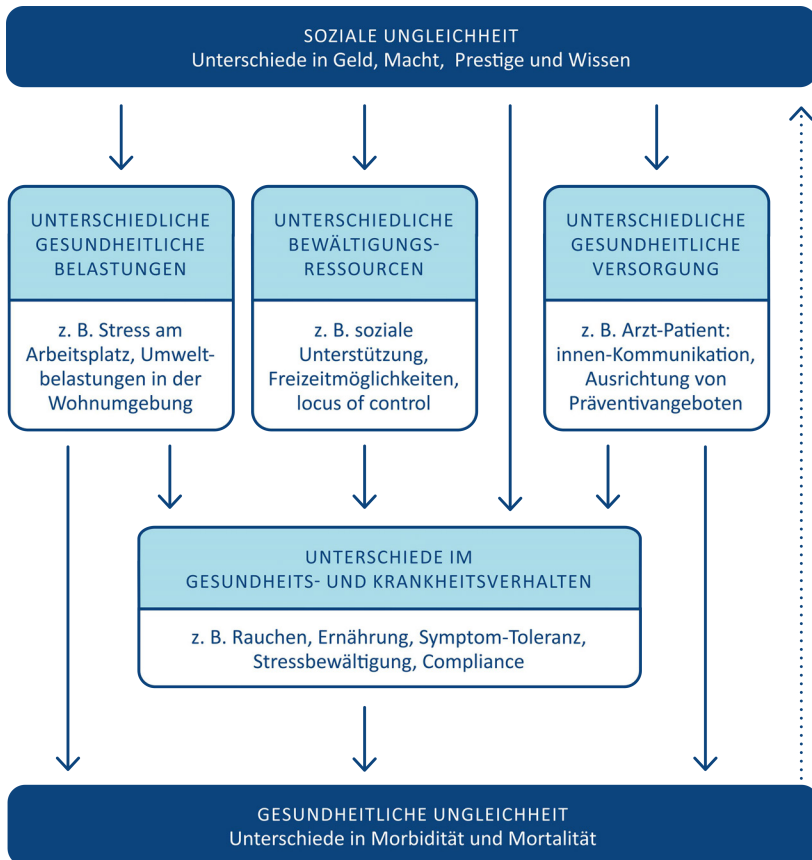 SOZIALE UNGLEICHHEIT
Unterschiede in Geld, Macht, Prestige und Wissen
UNTERSCHIEDLICHE
GESUNDHEITLICHE
BELASTUNGEN
z. B. Stress am
Arbeitsplatz, Umwelt-
belastungen in der
Wohnumgebung
UNTERSCHIEDLICHE
BEWÄLTIGUNGS-
RESSOURCEN
z. B. soziale
Unterstützung,
Freizeitmöglichkeiten,
locus of control
UNTERSCHIEDLICHE
GESUNDHEITLICHE
VERSORGUNG
z. B. Arzt-Patient:
innen-Kommunikation,
Ausrichtung von
Präventivangeboten
UNTERSCHIEDE IM
GESUNDHEITS- UND KRANKHEITSVERHALTEN
z. B. Rauchen, Ernährung, Symptom-Toleranz,
Stressbewältigung, Compliance
GESUNDHEITLICHE UNGLEICHHEIT
Unterschiede in Morbidität und Mortalität